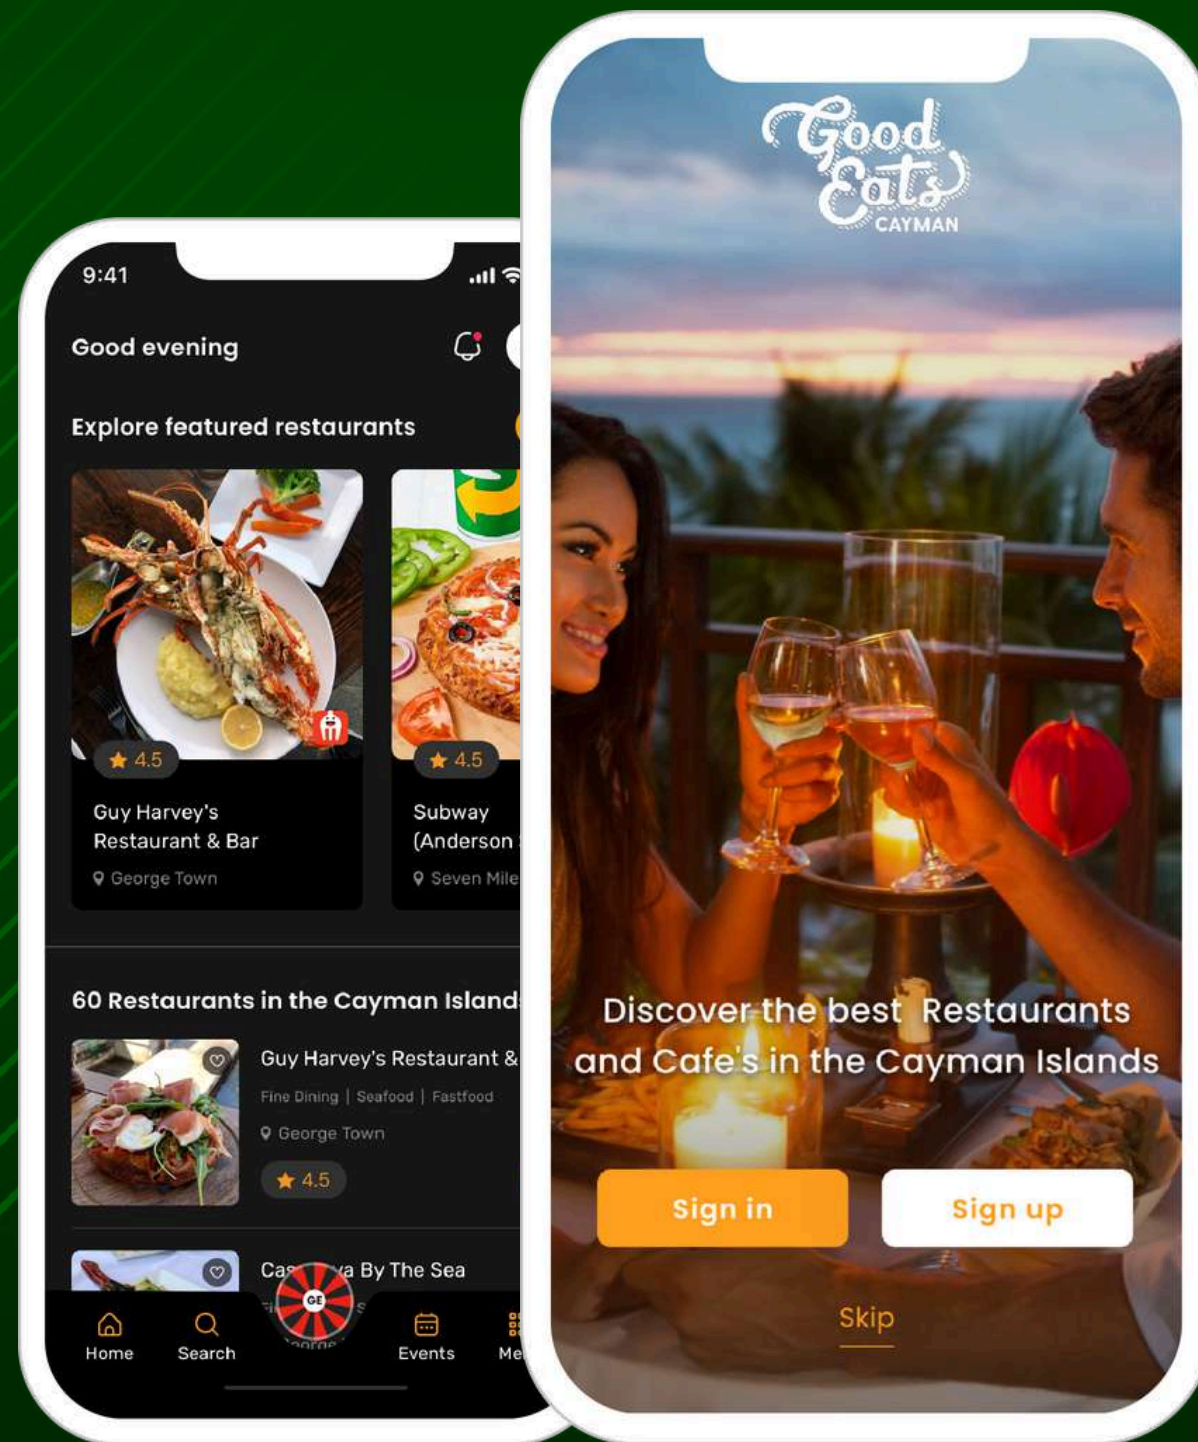 9:41
Good evening
Explore featured restaurants
4.5
Guy Harvey's
Restaurant & Bar
George Town
4.5
Subway
(Anderson
Seven Mile
60 Restaurants in the Cayman Island
Guy Harvey's Restaurant &
Fine Dining | Seafood | Fastfood
George Town
4.5
By The Sea
GE
Home
Search
Events
Good
Eats
CAYMAN
Discover the best Restaurants
and Cafe's in the Cayman Islands
Sign in
Sign up
Skip